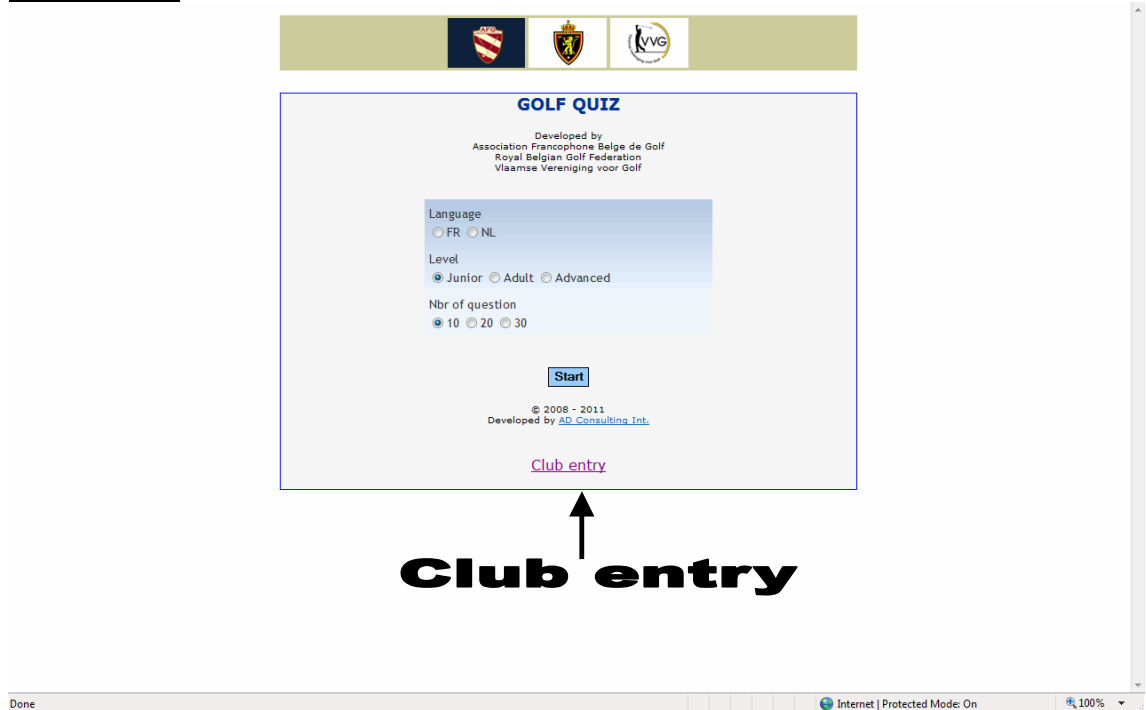 AFG
VVG
GOLF QUIZ
Developed by
Association Francophone Belge de Golf
Royal Belgian Golf Federation
Vlaamse Vereniging voor Golf
Language
FR NL
Level
Junior Adult Advanced
Nbr of question
10 20 30
Start
© 2008 - 2011
Developed by AD Consulting Int.
Club entry
Club entry
Done Internet | Protected Mode: On 100%